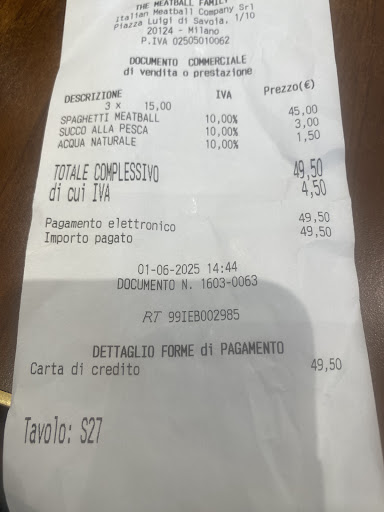 THE MEATBALL FAMILY
Italian Meatball Company Srl
Piazza Luigi di Savoia, 1/10
20124 - Milano
P.IVA 02505010062
DOCUMENTO COMMERCIALE
di vendita o prestazione
DESCRIZIONE IVA Prezzo(€)
3 x 15,00
SPAGHETTI MEATBALL 10,00% 45,00
SUCCO ALLA PESCA 10,00% 3,00
ACQUA NATURALE 10,00% 1,50
TOTALE COMPLESSIVO 49,50
di cui IVA 4,50
Pagamento elettronico 49,50
Importo pagato 49,50
01-06-2025 14:44
DOCUMENTO N. 1603-0063
RT 99IEB002985
DETTAGLIO FORME di PAGAMENTO
Carta di credito 49,50
Tavolo: S27